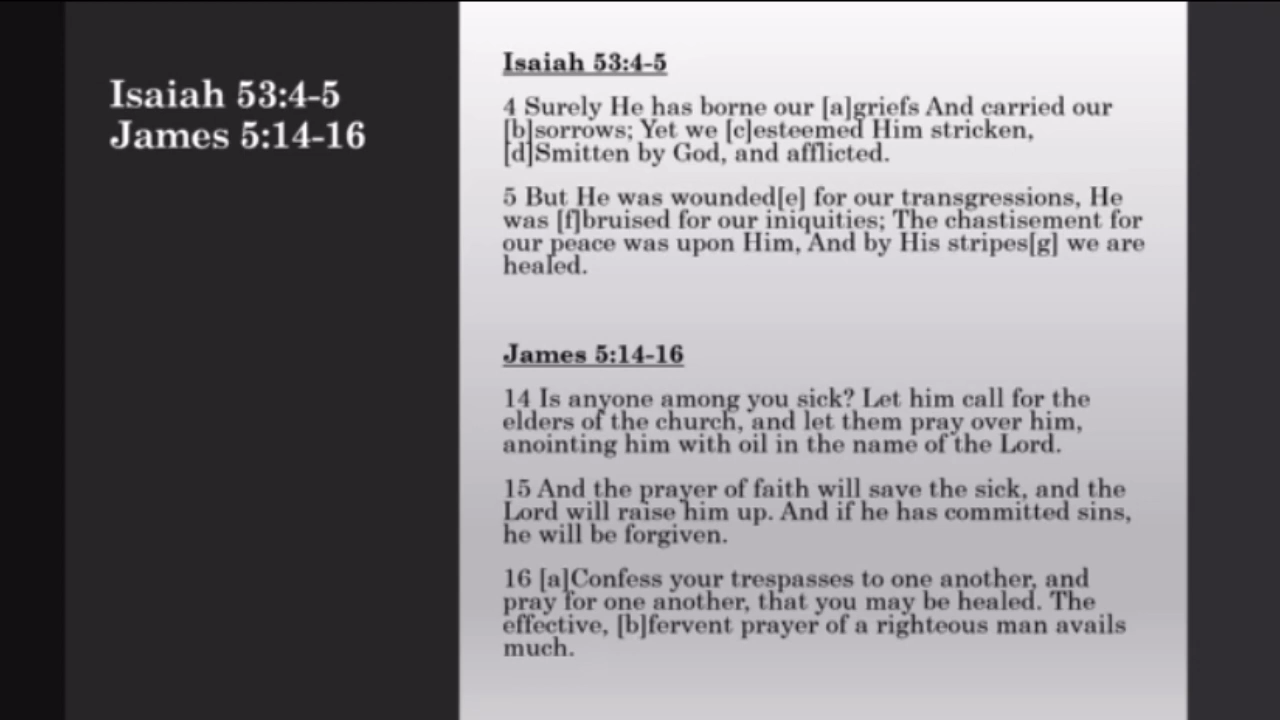 Isaiah 53:4-5
James 5:14-16
Isaiah 53:4-5
4 Surely He has borne our [a]griefs And carried our
[b]sorrows; Yet we [c]esteemed Him stricken,
[d]Smitten by God, and afflicted.
5 But He was wounded[e] for our transgressions, He
was [f]bruised for our iniquities; The chastisement for
our peace was upon Him, And by His stripes[g] we are
healed.
James 5:14-16
14 Is anyone among you sick? Let him call for the
elders of the church, and let them pray over him,
anointing him with oil in the name of the Lord.
15 And the prayer of faith will save the sick, and the
Lord will raise him up. And if he has committed sins,
he will be forgiven.
16 [a]Confess your trespasses to one another, and
pray for one another, that you may be healed. The
effective, [b]fervent prayer of a righteous man avails
much.